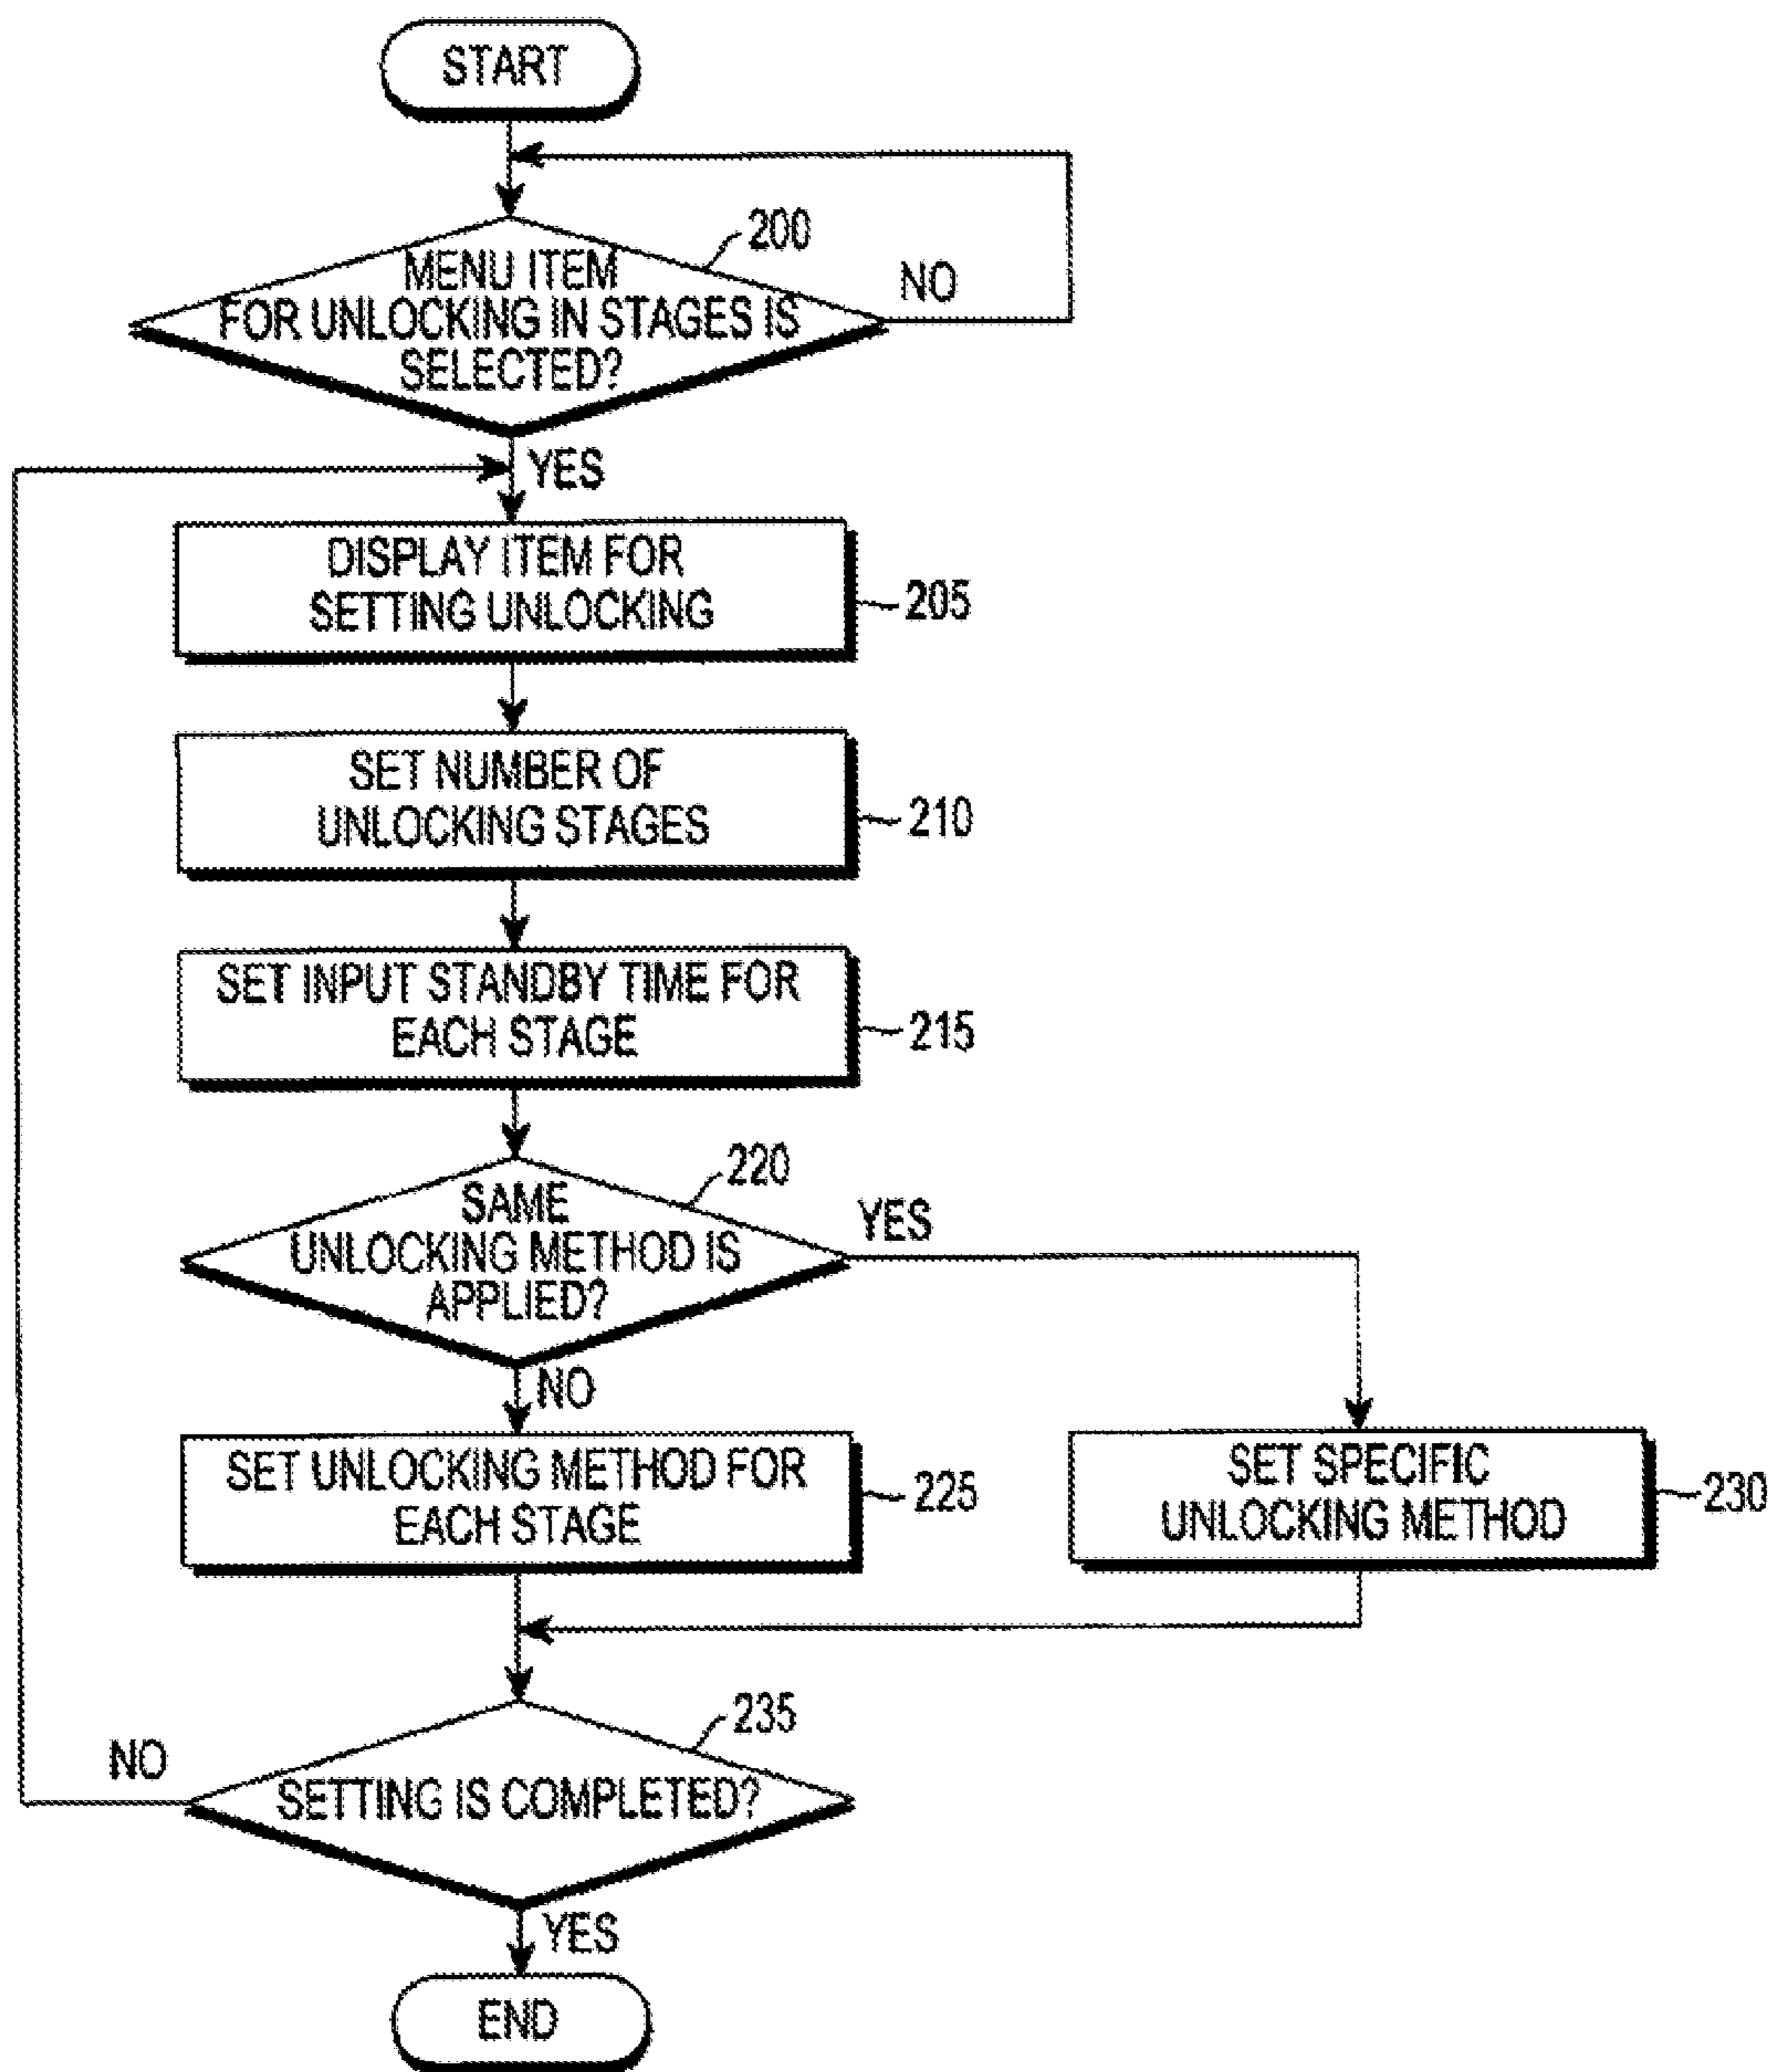 START
200
MENU ITEM
FOR UNLOCKING IN STAGES IS
SELECTED?
NO
YES
DISPLAY ITEM FOR
SETTING UNLOCKING
205
SET NUMBER OF
UNLOCKING STAGES
210
SET INPUT STANDBY TIME FOR
EACH STAGE
215
220
SAME
UNLOCKING METHOD IS
APPLIED?
YES
NO
SET UNLOCKING METHOD FOR
EACH STAGE
225
SET SPECIFIC
UNLOCKING METHOD
230
235
NO
SETTING IS COMPLETED?
YES
END